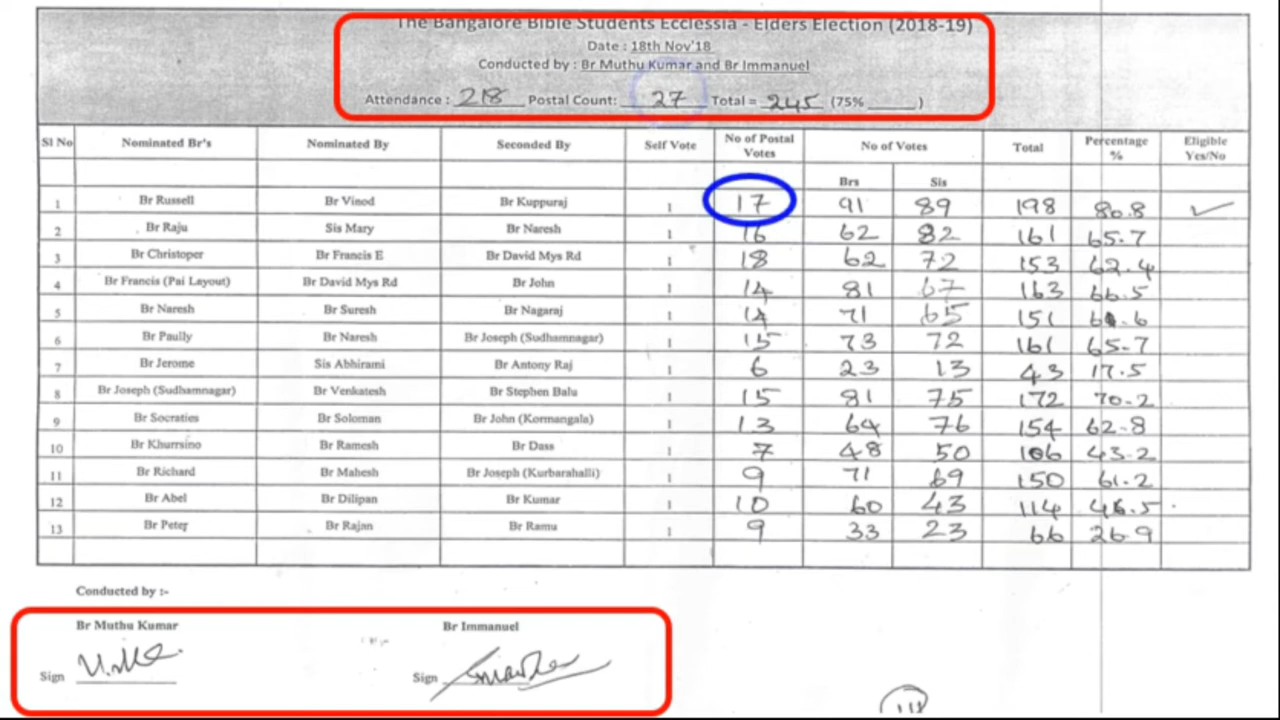 The Bangalore Bible Students Ecclessia - Elders Election (2018-19)
Date : 18th Nov'18
Conducted by : Br Muthu Kumar and Br Immanuel
Attendance : 218 Postal Count: 27 Total = 245 (75% ______ )
Sl No Nominated Br's Nominated By Seconded By Self Vote No of Postal Votes No of Votes Total Percentage % Eligible Yes/No
Brs Sis
1 Br Russell Br Vinod Br Kuppuraj 1 17 91 89 198 80.8 ✓
2 Br Raju Sis Mary Br Naresh 1 16 62 82 161 65.7
3 Br Christoper Br Francis E Br David Mys Rd 1 18 62 72 153 62.4
4 Br Francis (Pai Layout) Br David Mys Rd Br John 1 14 81 67 163 66.5
5 Br Naresh Br Suresh Br Nagaraj 1 14 71 65 151 61.6
6 Br Paully Br Naresh Br Joseph (Sudhamnagar) 1 15 73 72 161 65.7
7 Br Jerome Sis Abhirami Br Antony Raj 1 6 23 13 43 17.5
8 Br Joseph (Sudhamnagar) Br Venkatesh Br Stephen Balu 1 15 81 75 172 70.2
9 Br Socraties Br Soloman Br John (Kormangala) 1 13 64 76 154 62.8
10 Br Khurrsino Br Ramesh Br Dass 1 7 48 50 106 43.2
11 Br Richard Br Mahesh Br Joseph (Kurbarahalli) 1 9 71 69 150 61.2
12 Br Abel Br Dilipan Br Kumar 1 10 60 43 114 46.5
13 Br Peter Br Rajan Br Ramu 1 9 33 23 66 26.9
Conducted by :-
Br Muthu Kumar Br Immanuel
Sign Sign